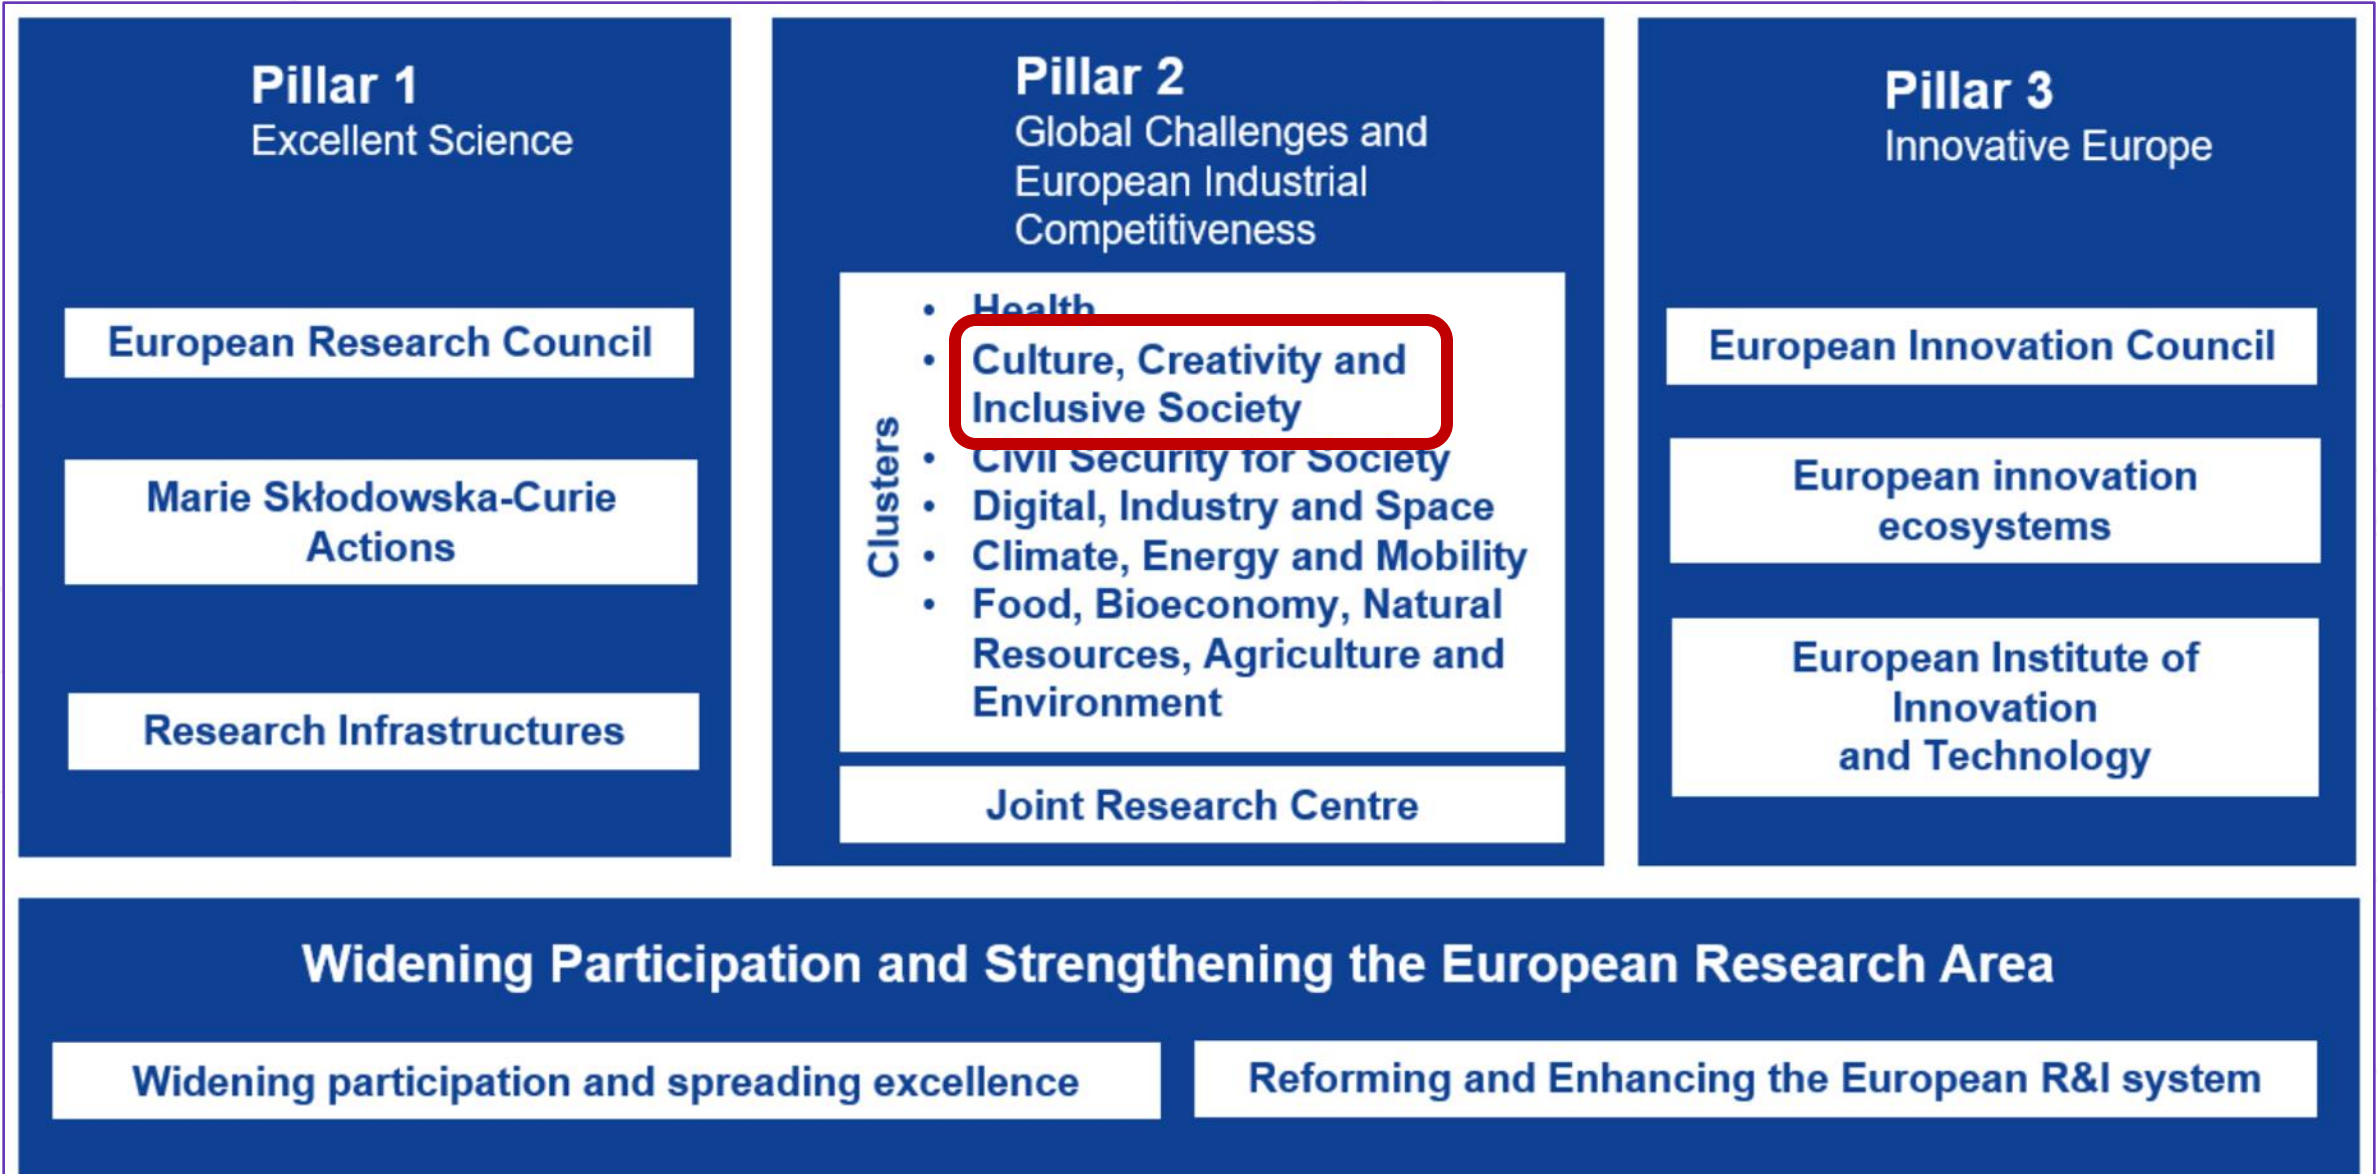 Pillar 1
Excellent Science
European Research Council
Marie Skłodowska-Curie
Actions
Research Infrastructures
Pillar 2
Global Challenges and
European Industrial
Competitiveness
Clusters
• Health
• Culture, Creativity and
Inclusive Society
• Civil Security for Society
• Digital, Industry and Space
• Climate, Energy and Mobility
• Food, Bioeconomy, Natural
Resources, Agriculture and
Environment
Joint Research Centre
Pillar 3
Innovative Europe
European Innovation Council
European innovation
ecosystems
European Institute of
Innovation
and Technology
Widening Participation and Strengthening the European Research Area
Widening participation and spreading excellence
Reforming and Enhancing the European R&I system